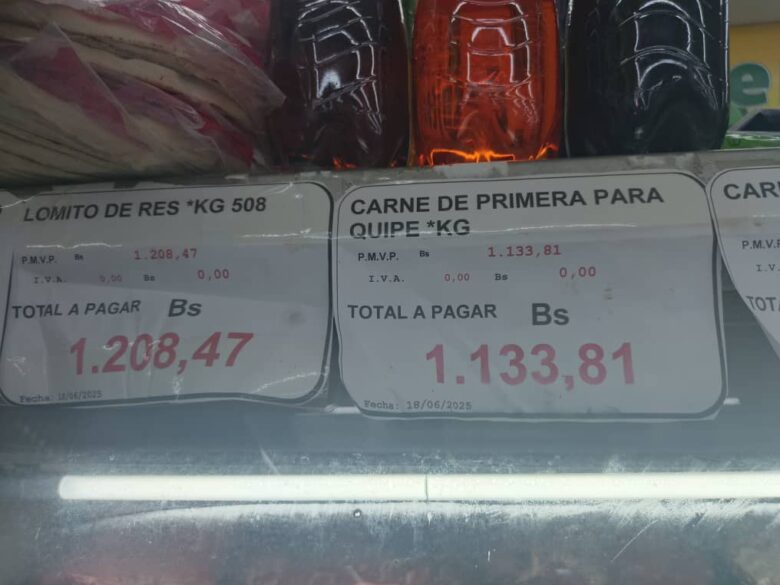 LOMITO DE RES *KG 508
P.M.V.P. Bs 1.208,47
I.V.A. 0,00 Bs 0,00
TOTAL A PAGAR Bs
1.208,47
Fecha: 18/06/2025
CARNE DE PRIMERA PARA
QUIPE *KG
P.M.V.P. Bs 1.133,81
I.V.A. 0,00 Bs 0,00
TOTAL A PAGAR Bs
1.133,81
Fecha: 18/06/2025
CAR
P.M
I.V
TOT
e